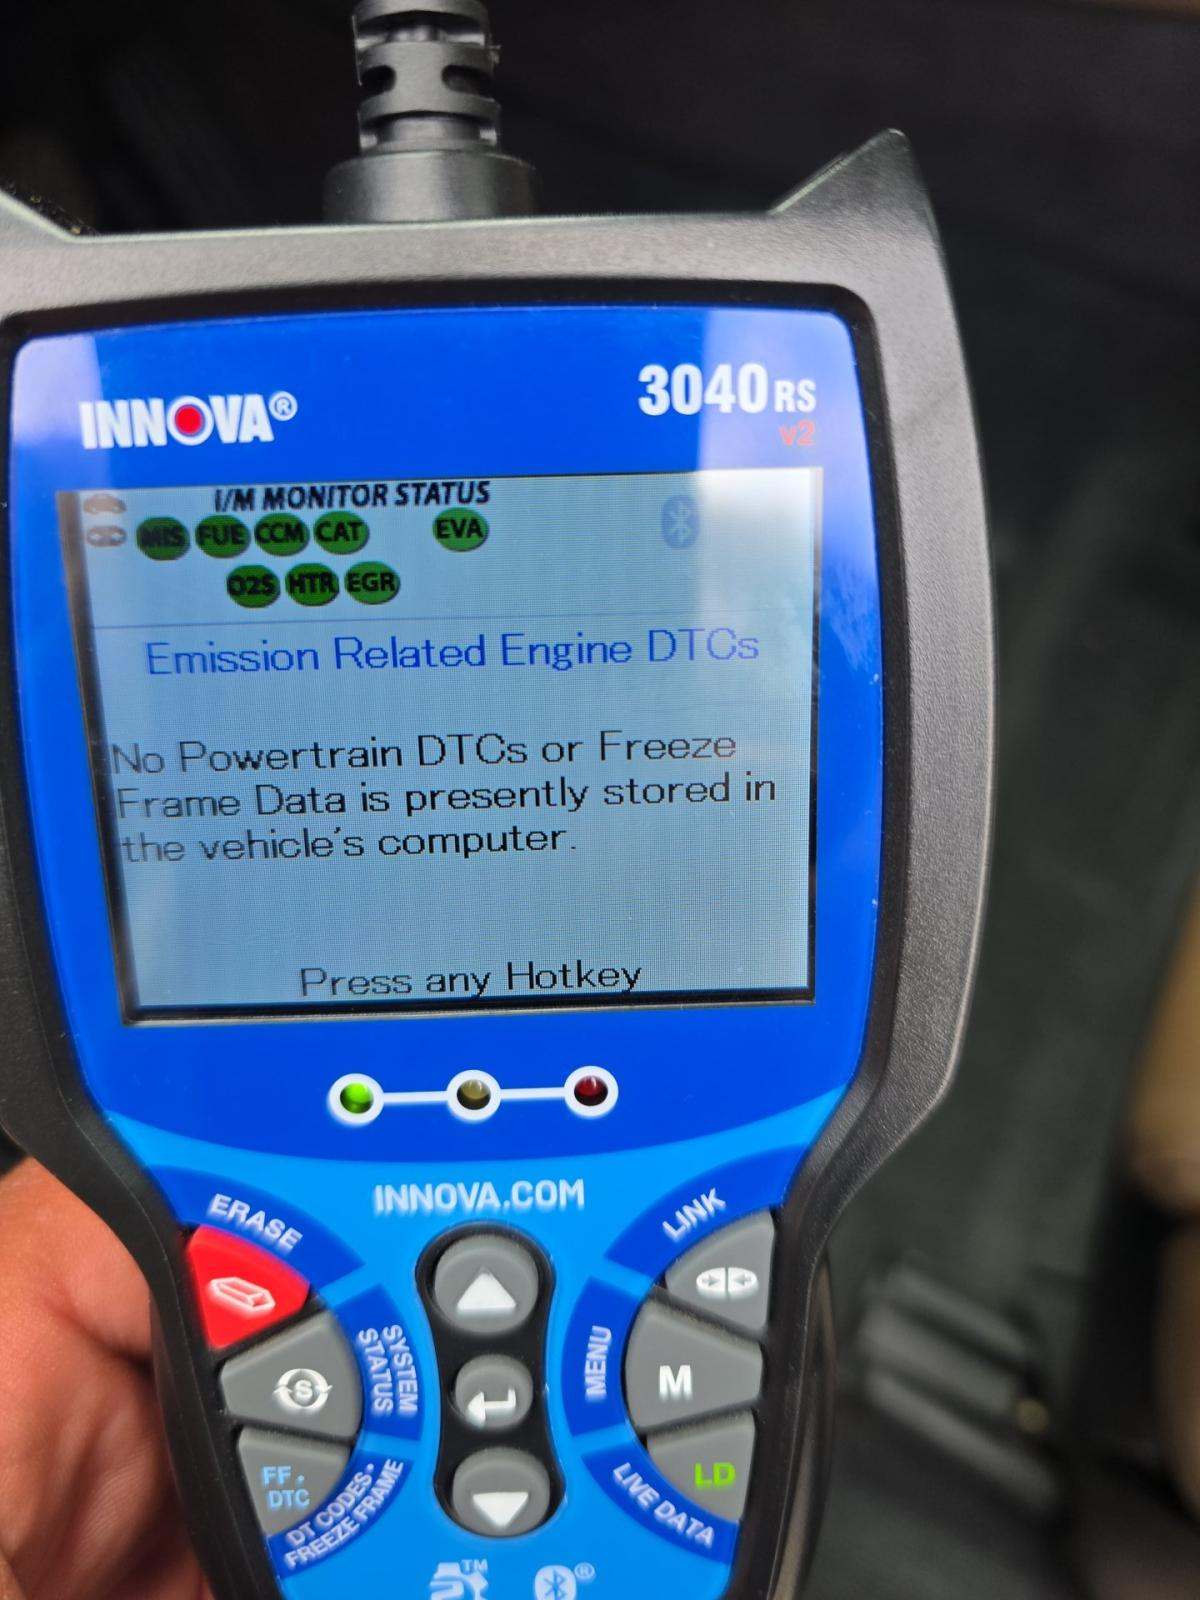 INNOVA®
3040RS
v2
I/M MONITOR STATUS
MIS FUE CCM CAT EVA
O2S HTR EGR
Emission Related Engine DTCs
No Powertrain DTCs or Freeze
Frame Data is presently stored in
the vehicle's computer.
Press any Hotkey
INNOVA.COM
ERASE
LINK
SYSTEM
STATUS
S
MENU
M
FF.
DTC
DT CODES •
FREEZE FRAME
LD
LIVE DATA
TM
®